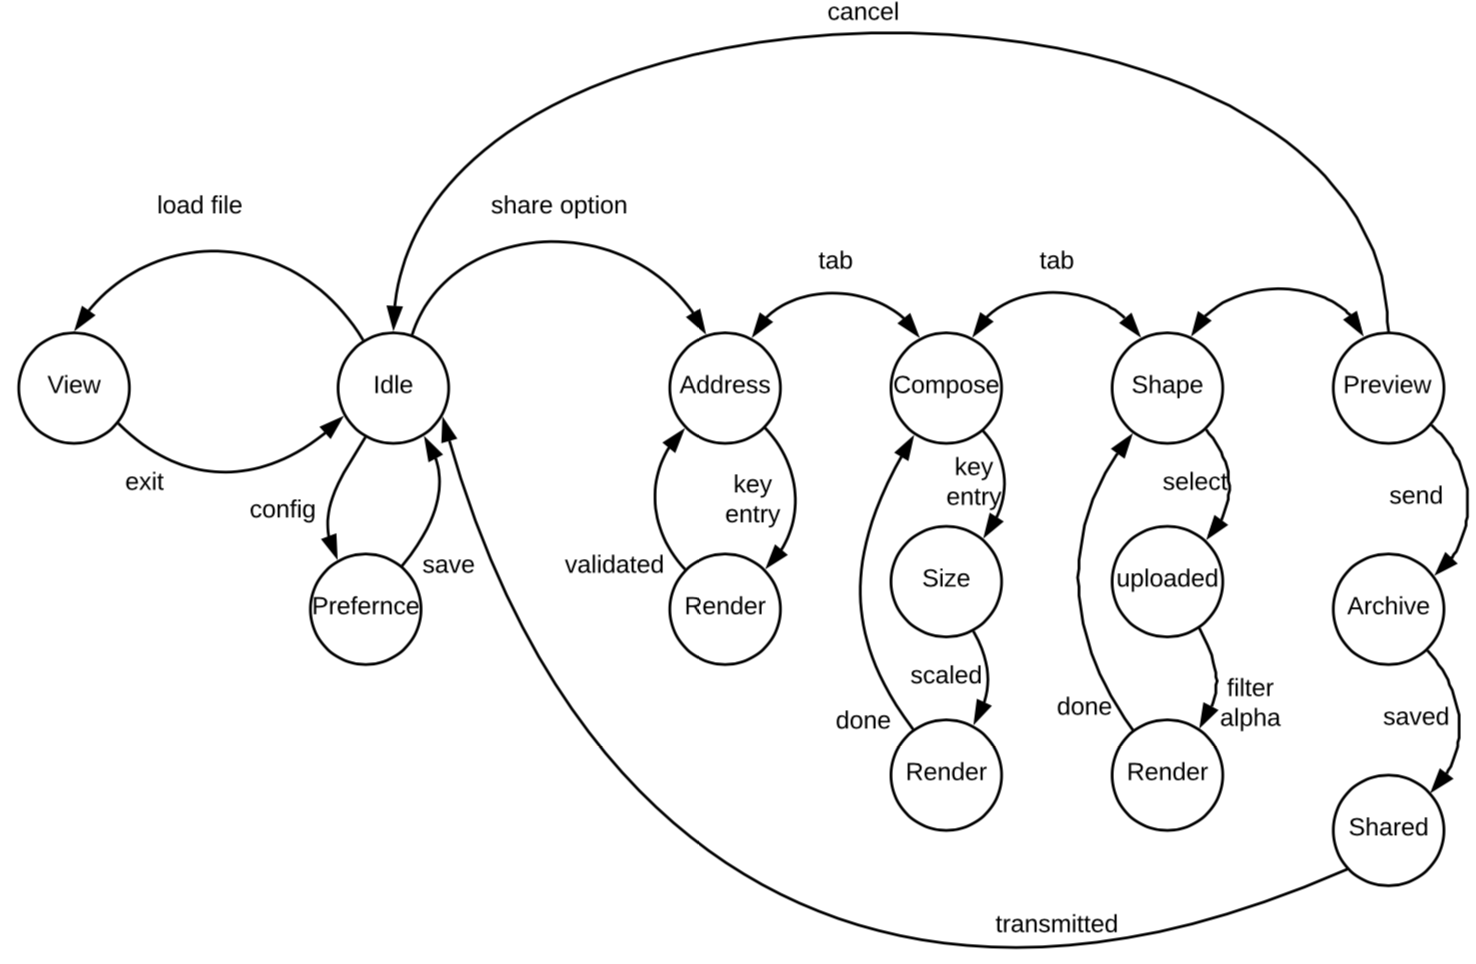 cancel
load file
share option
tab
tab
View
Idle
Address
Compose
Shape
Preview
exit
config
save
key
entry
validated
key
entry
select
send
Prefernce
Render
Size
uploaded
Archive
scaled
done
done
filter
alpha
saved
Render
Render
Shared
transmitted